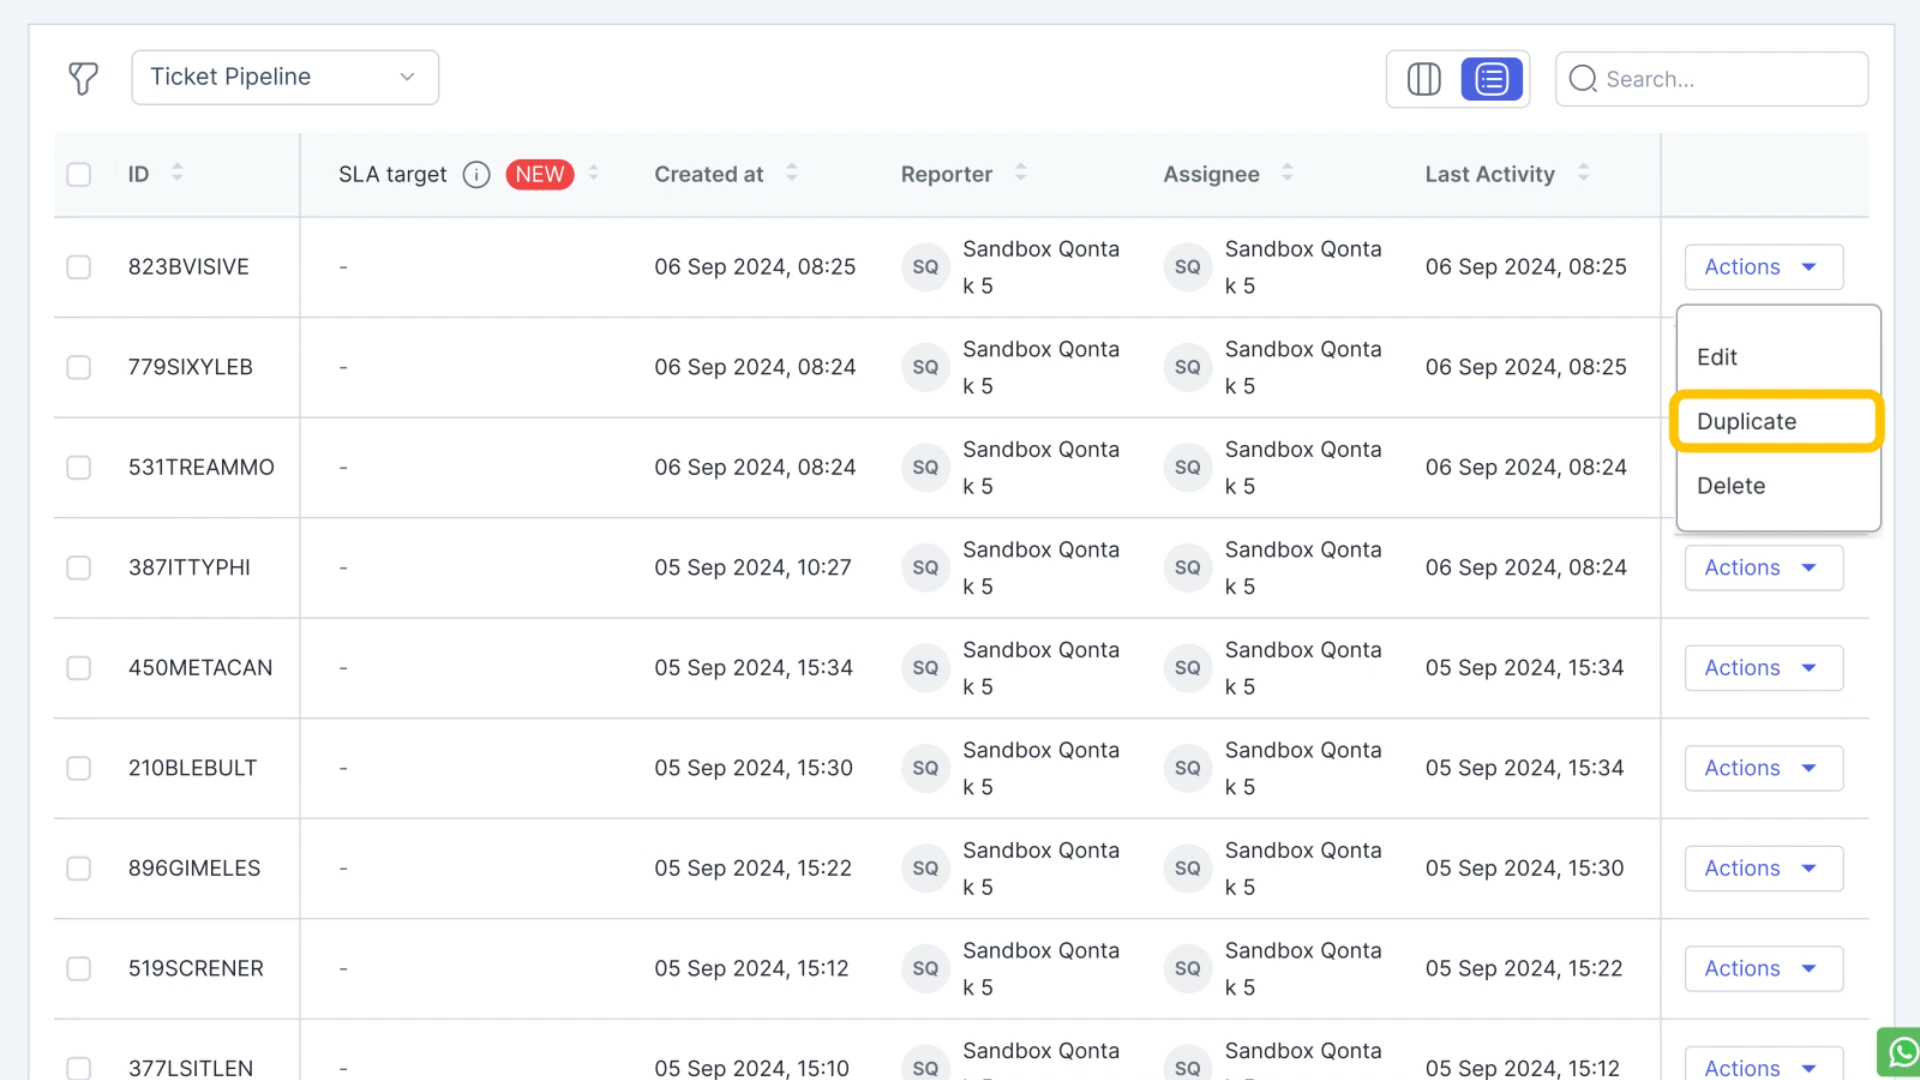 Ticket Pipeline
Search...
ID
SLA target
NEW
Created at
Reporter
Assignee
Last Activity
823BVISIVE
-
06 Sep 2024, 08:25
SQ
Sandbox Qonta
k 5
SQ
Sandbox Qonta
k 5
06 Sep 2024, 08:25
Actions
Edit
Duplicate
Delete
779SIXYLEB
-
06 Sep 2024, 08:24
SQ
Sandbox Qonta
k 5
SQ
Sandbox Qonta
k 5
06 Sep 2024, 08:25
531TREAMMO
-
06 Sep 2024, 08:24
SQ
Sandbox Qonta
k 5
SQ
Sandbox Qonta
k 5
06 Sep 2024, 08:24
387ITTYPHI
-
05 Sep 2024, 10:27
SQ
Sandbox Qonta
k 5
SQ
Sandbox Qonta
k 5
06 Sep 2024, 08:24
Actions
450METACAN
-
05 Sep 2024, 15:34
SQ
Sandbox Qonta
k 5
SQ
Sandbox Qonta
k 5
05 Sep 2024, 15:34
Actions
210BLEBULT
-
05 Sep 2024, 15:30
SQ
Sandbox Qonta
k 5
SQ
Sandbox Qonta
k 5
05 Sep 2024, 15:34
Actions
896GIMELES
-
05 Sep 2024, 15:22
SQ
Sandbox Qonta
k 5
SQ
Sandbox Qonta
k 5
05 Sep 2024, 15:30
Actions
519SCRENER
-
05 Sep 2024, 15:12
SQ
Sandbox Qonta
k 5
SQ
Sandbox Qonta
k 5
05 Sep 2024, 15:22
Actions
377LSITLEN
-
05 Sep 2024, 15:10
SQ
Sandbox Qonta
SQ
Sandbox Qonta
05 Sep 2024, 15:12
Actions